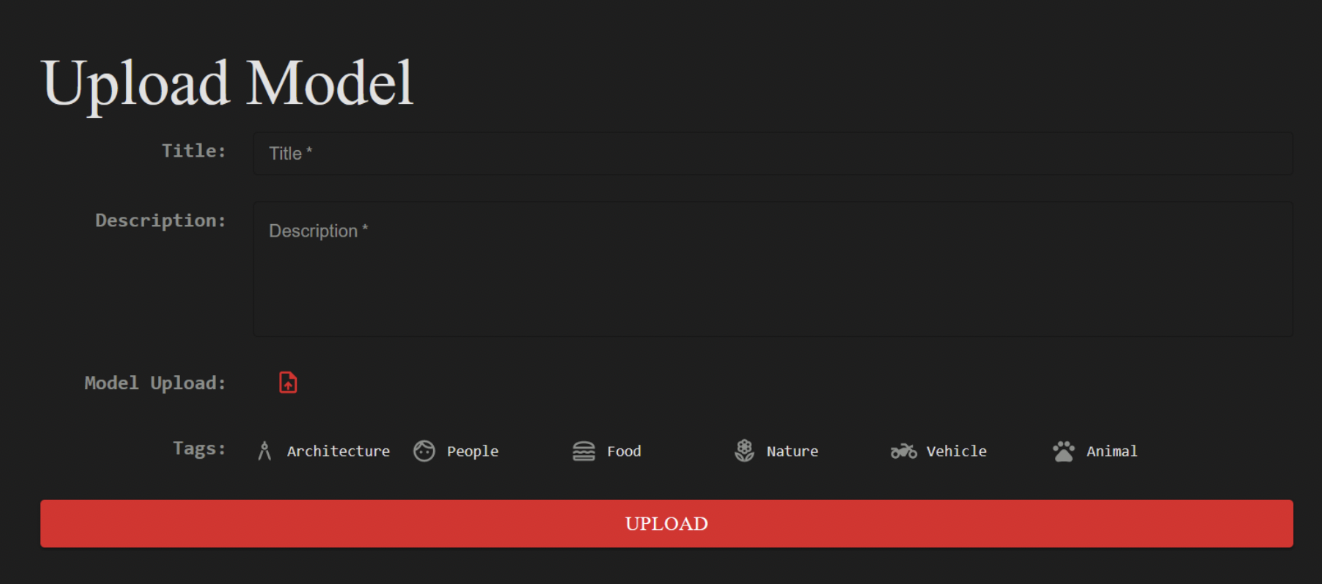 Upload Model
Title: Title *
Description: Description *
Model Upload:
Tags: Architecture People Food Nature Vehicle Animal
UPLOAD